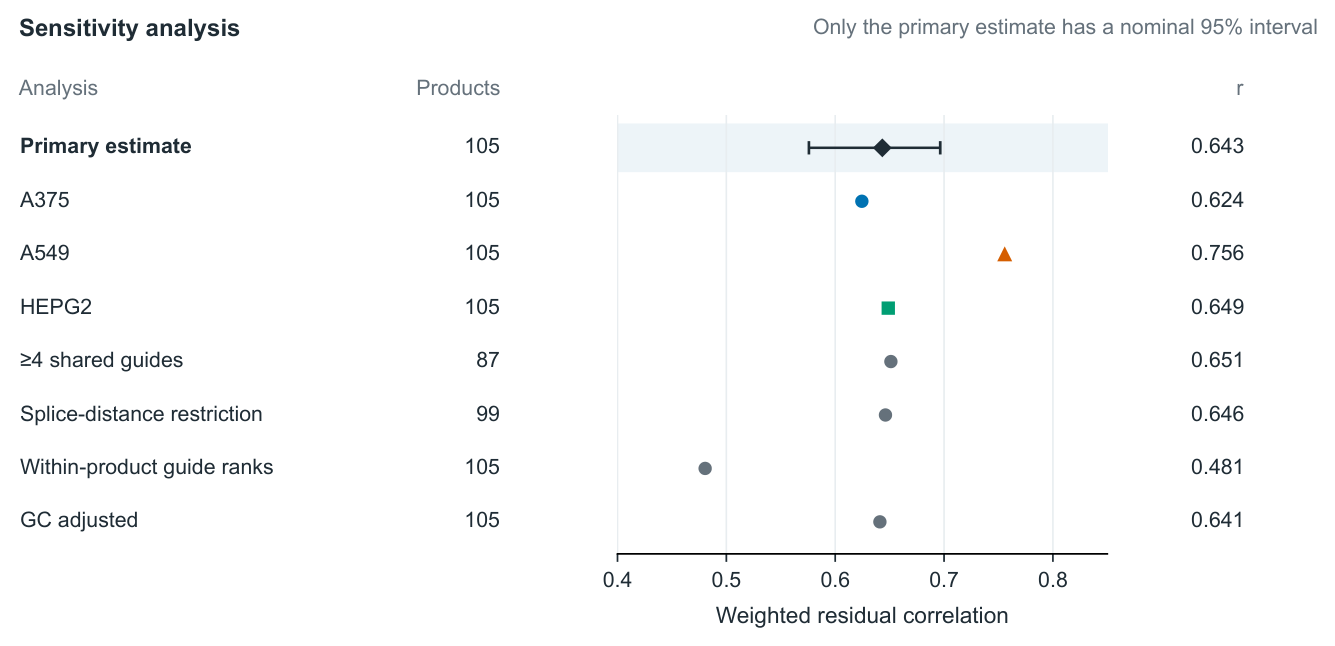 Sensitivity analysis
Only the primary estimate has a nominal 95% interval
Analysis Products r
Primary estimate 105 0.643
A375 105 0.624
A549 105 0.756
HEPG2 105 0.649
≥4 shared guides 87 0.651
Splice-distance restriction 99 0.646
Within-product guide ranks 105 0.481
GC adjusted 105 0.641
0.4 0.5 0.6 0.7 0.8
Weighted residual correlation